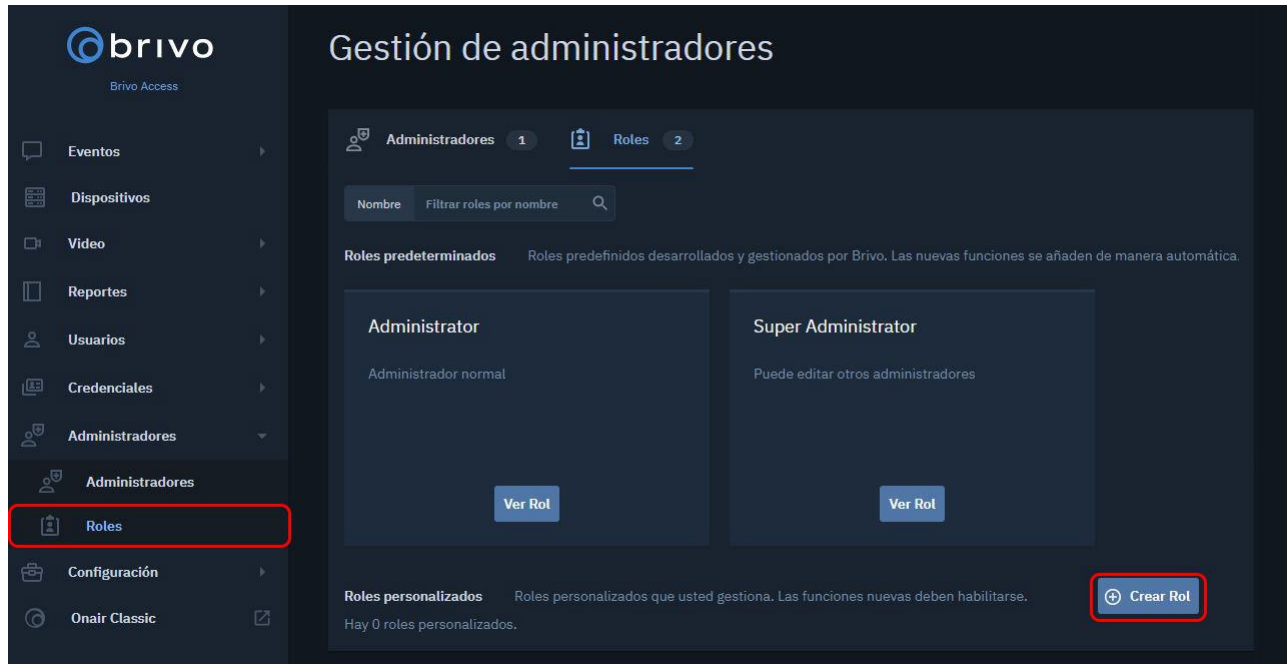 brivo
Brivo Access
Eventos
Dispositivos
Video
Reportes
Usuarios
Credenciales
Administradores
Administradores
Roles
Configuración
Onair Classic
Gestión de administradores
Administradores 1 Roles 2
Nombre Filtrar roles por nombre
Roles predeterminados Roles predefinidos desarrollados y gestionados por Brivo. Las nuevas funciones se añaden de manera automática.
Administrator
Administrador normal
Ver Rol
Super Administrator
Puede editar otros administradores
Ver Rol
Roles personalizados Roles personalizados que usted gestiona. Las funciones nuevas deben habilitarse.
Crear Rol
Hay 0 roles personalizados.